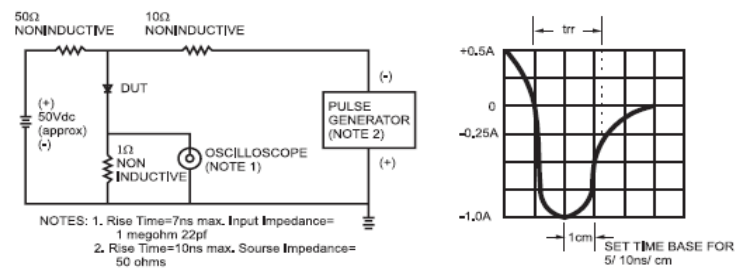 50Ω
NONINDUCTIVE
10Ω
NONINDUCTIVE
DUT
(+)
50Vdc
(approx)
(-)
1Ω
NON
INDUCTIVE
OSCILLOSCOPE
(NOTE 1)
(-)
PULSE
GENERATOR
(NOTE 2)
(+)
NOTES: 1. Rise Time=7ns max. Input Impedance=
1 megohm 22pf
2. Rise Time=10ns max. Sourse Impedance=
50 ohms
trr
+0.5A
0
-0.25A
-1.0A
1cm
SET TIME BASE FOR
5/ 10ns/ cm